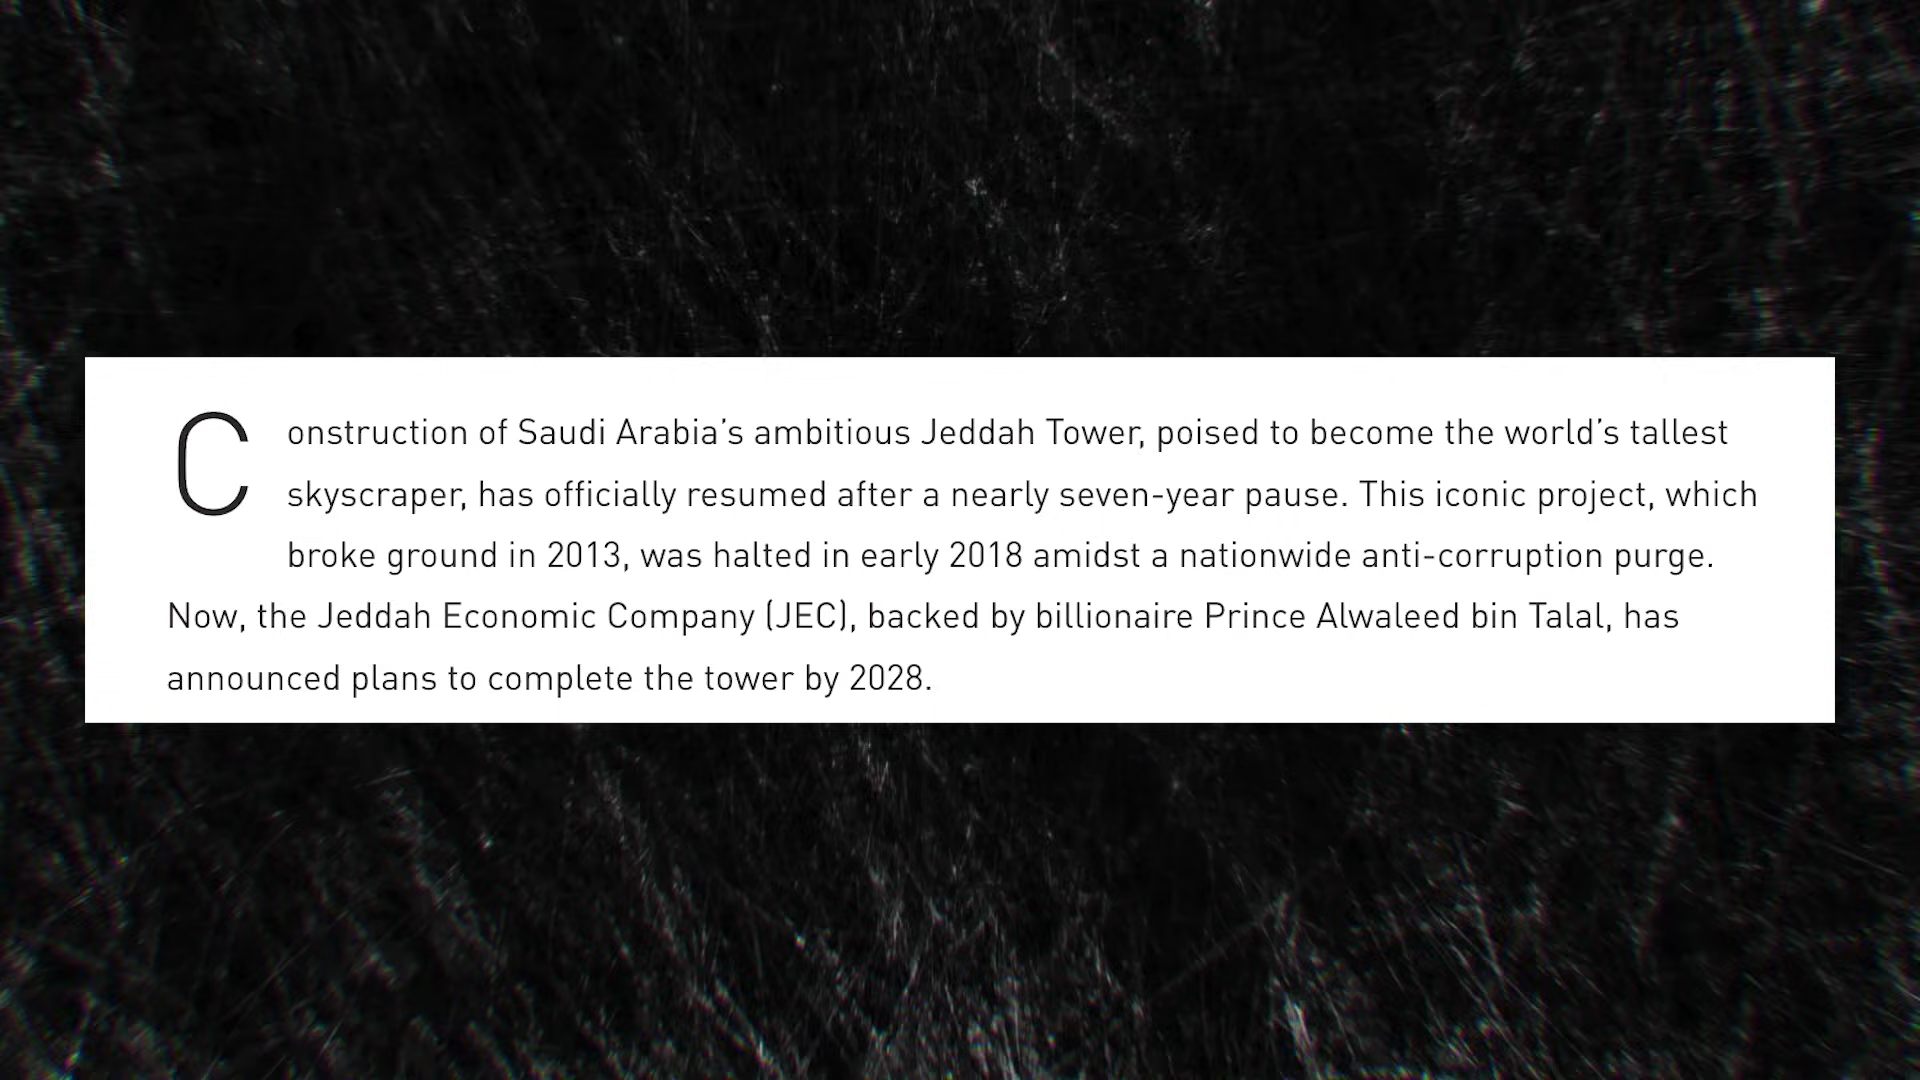 Construction of Saudi Arabia’s ambitious Jeddah Tower, poised to become the world’s tallest
skyscraper, has officially resumed after a nearly seven-year pause. This iconic project, which
broke ground in 2013, was halted in early 2018 amidst a nationwide anti-corruption purge.
Now, the Jeddah Economic Company (JEC), backed by billionaire Prince Alwaleed bin Talal, has
announced plans to complete the tower by 2028.